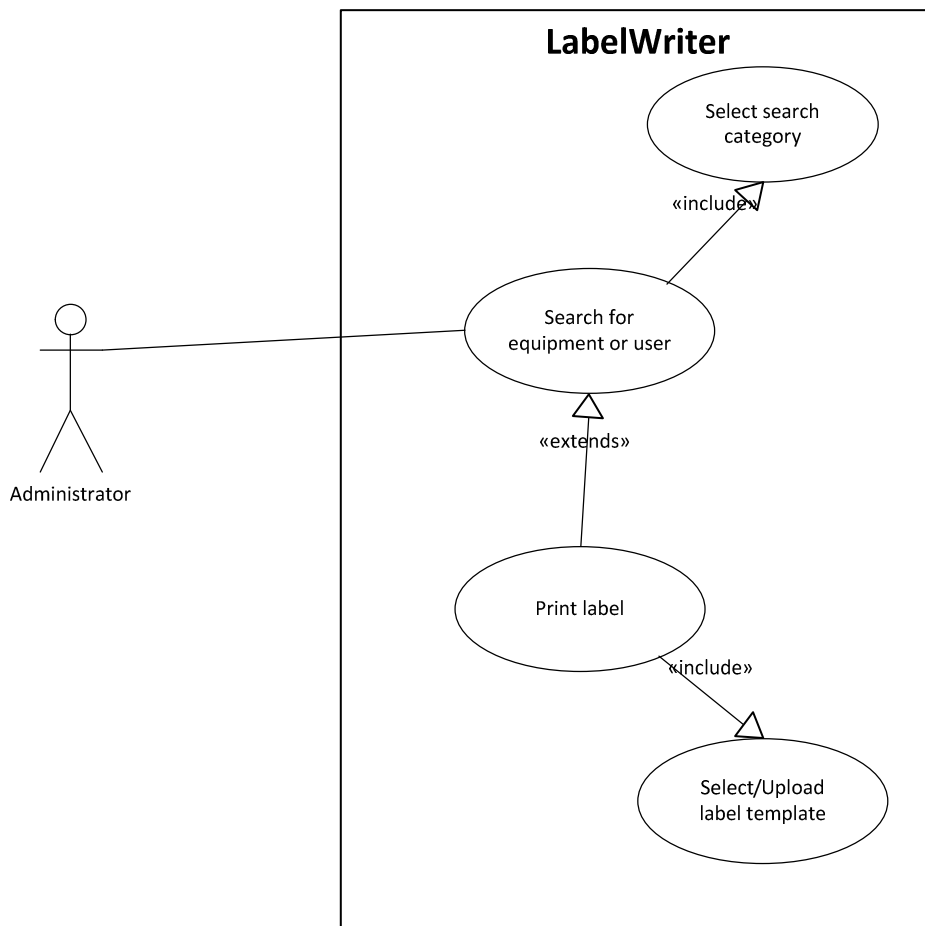 LabelWriter
Select search
category
«include»
Search for
equipment or user
«extends»
Administrator
Print label
«include»
Select/Upload
label template